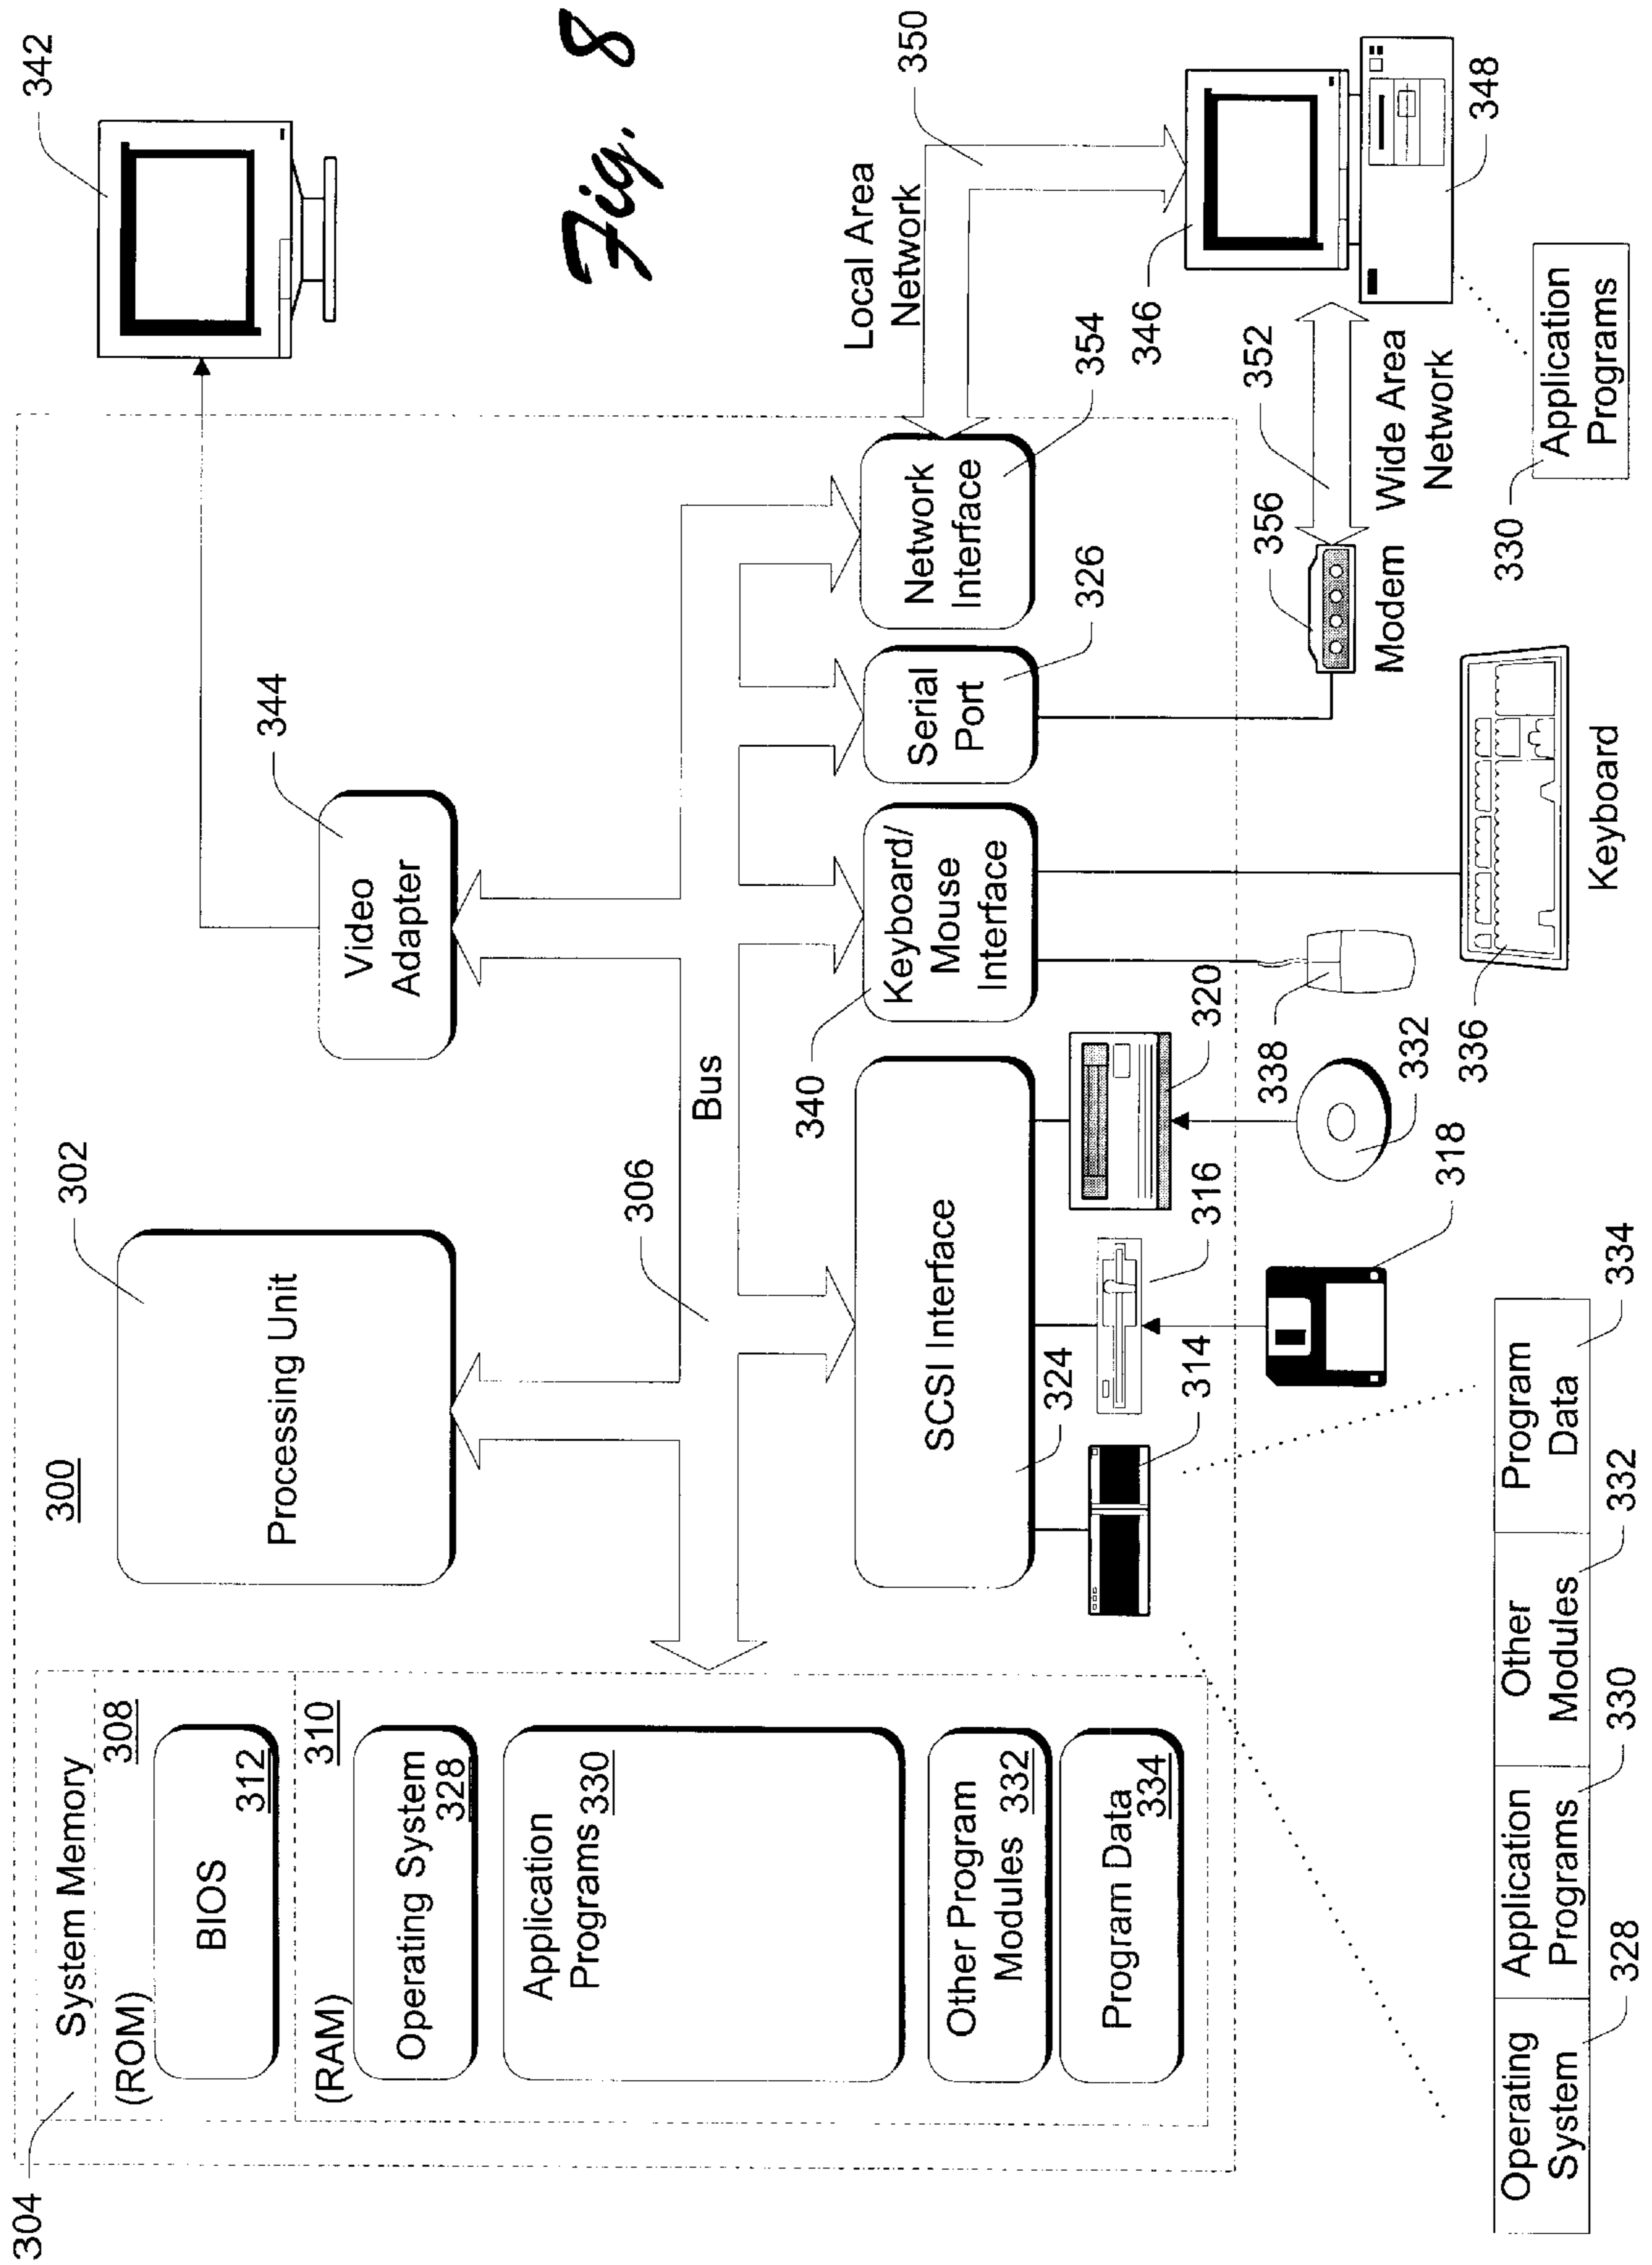 304
300
302
342
System Memory
(ROM)
308
BIOS
312
(RAM)
310
Operating System
328
Application
Programs 330
Other Program
Modules 332
Program Data
334
Processing Unit
344
Video
Adapter
306
Bus
Fig. 8
340
SCSI Interface
324
Keyboard/
Mouse
Interface
Serial
Port
326
Network
Interface
354
Local Area
Network
350
314
316
320
318
332
338
336
Keyboard
356
Modem
352
Wide Area
Network
346
348
330
Application
Programs
Operating
System
Application
Programs
Other
Modules
Program
Data
328
330
332
334